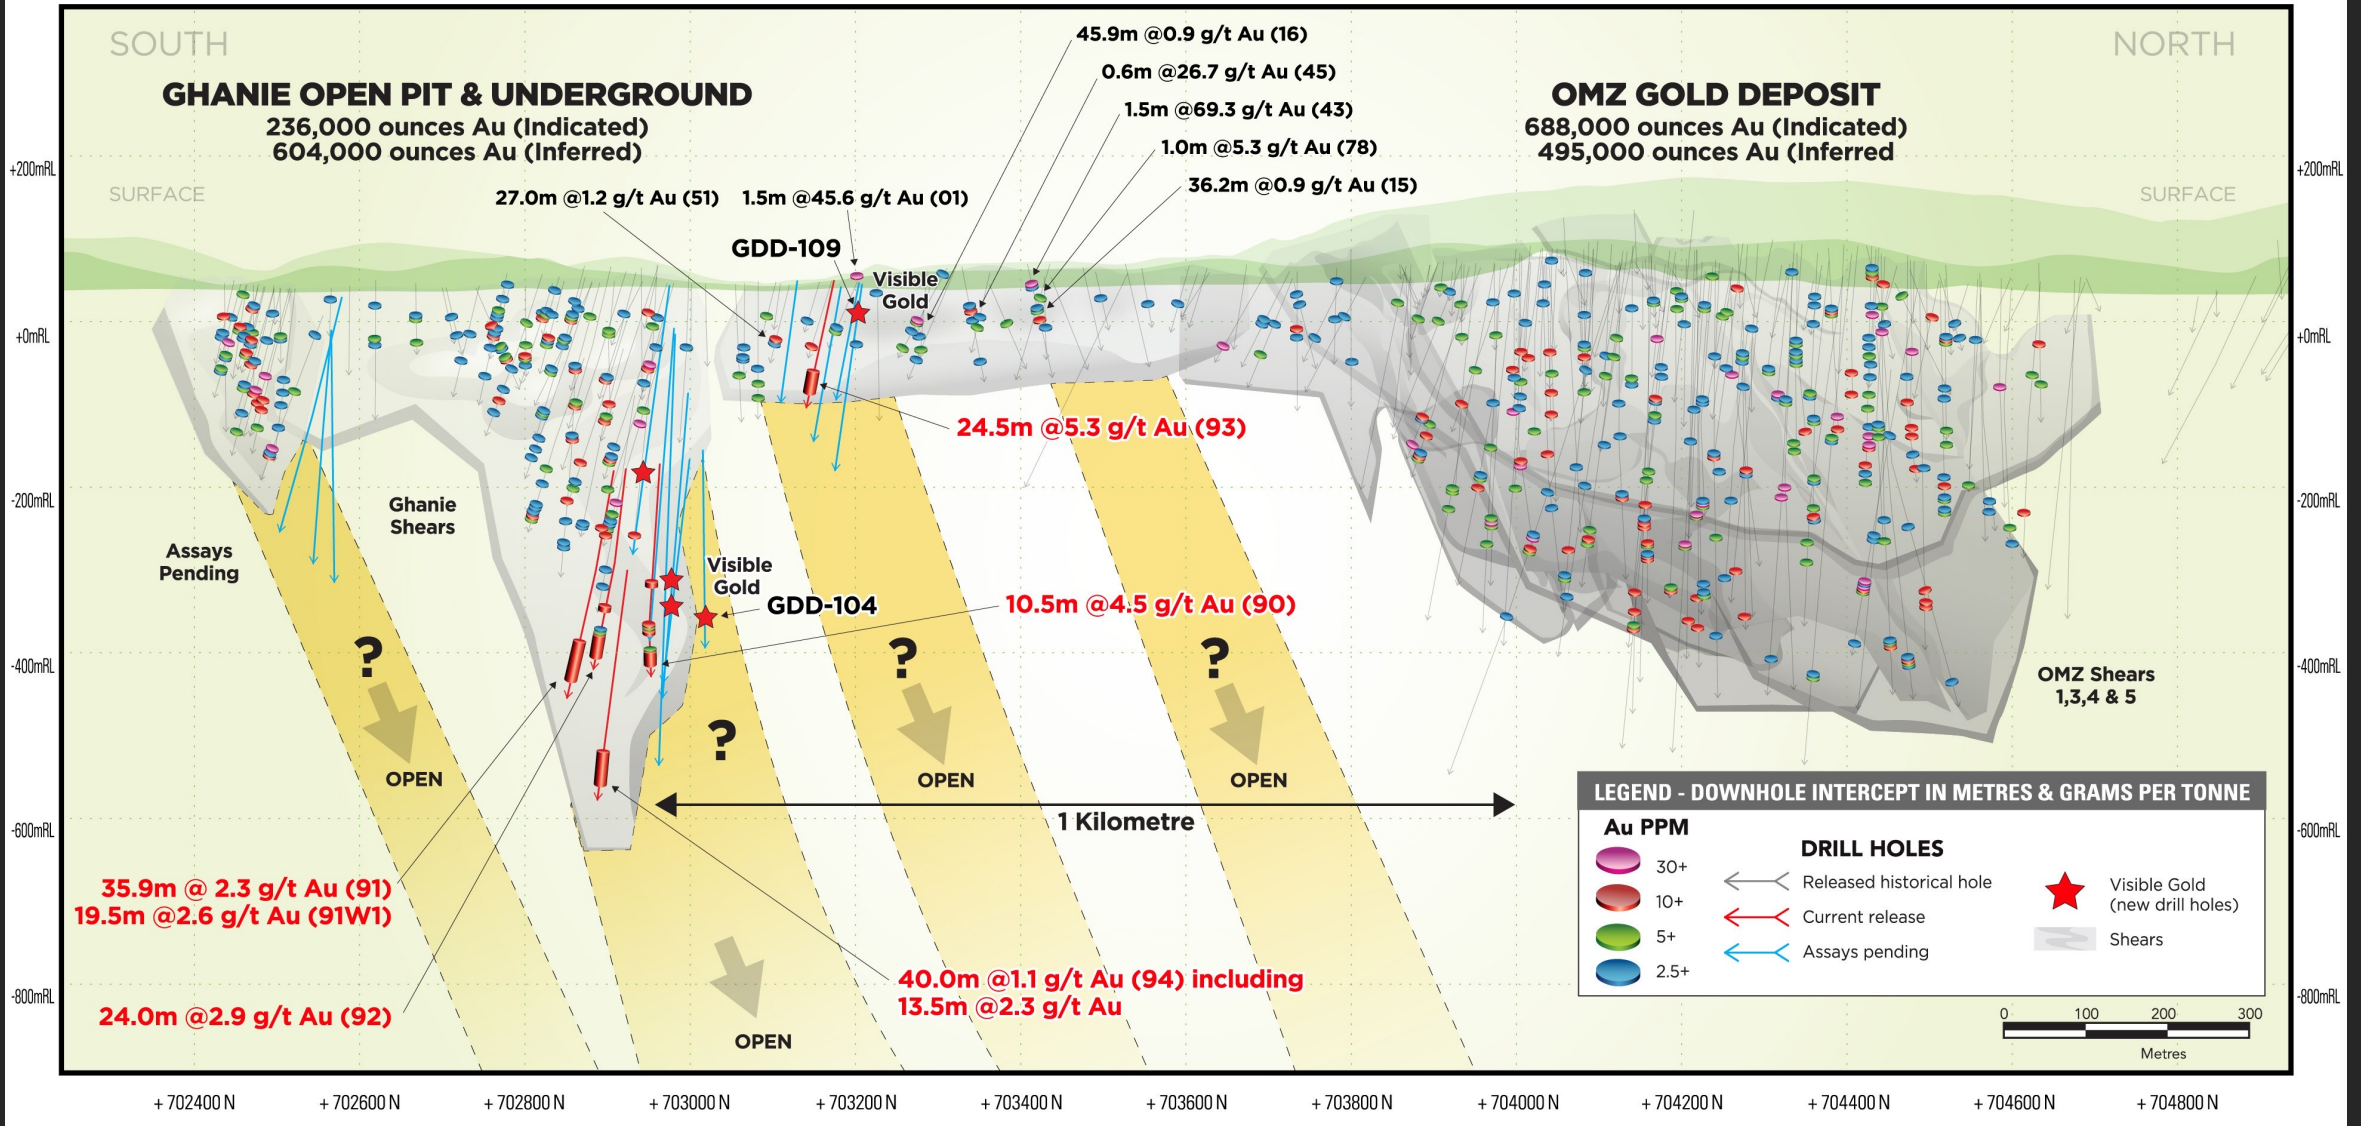 SOUTH
NORTH
GHANIE OPEN PIT & UNDERGROUND
236,000 ounces Au (Indicated)
604,000 ounces Au (Inferred)
OMZ GOLD DEPOSIT
688,000 ounces Au (Indicated)
495,000 ounces Au (Inferred
45.9m @0.9 g/t Au (16)
0.6m @26.7 g/t Au (45)
1.5m @69.3 g/t Au (43)
1.0m @5.3 g/t Au (78)
36.2m @0.9 g/t Au (15)
27.0m @1.2 g/t Au (51)
1.5m @45.6 g/t Au (01)
SURFACE
SURFACE
GDD-109
Visible
Gold
24.5m @5.3 g/t Au (93)
Ghanie
Shears
Assays
Pending
Visible
Gold
GDD-104
10.5m @4.5 g/t Au (90)
?
?
?
?
OPEN
OPEN
OPEN
OPEN
1 Kilometre
OMZ Shears
1,3,4 & 5
35.9m @ 2.3 g/t Au (91)
19.5m @2.6 g/t Au (91W1)
24.0m @2.9 g/t Au (92)
40.0m @1.1 g/t Au (94) including
13.5m @2.3 g/t Au
LEGEND - DOWNHOLE INTERCEPT IN METRES & GRAMS PER TONNE
Au PPM
30+
10+
5+
2.5+
DRILL HOLES
Released historical hole
Current release
Assays pending
Visible Gold
(new drill holes)
Shears
0 100 200 300
Metres
+200mRL
+0mRL
-200mRL
-400mRL
-600mRL
-800mRL
+200mRL
+0mRL
-200mRL
-400mRL
-600mRL
-800mRL
+ 702400 N
+ 702600 N
+ 702800 N
+ 703000 N
+ 703200 N
+ 703400 N
+ 703600 N
+ 703800 N
+ 704000 N
+ 704200 N
+ 704400 N
+ 704600 N
+ 704800 N